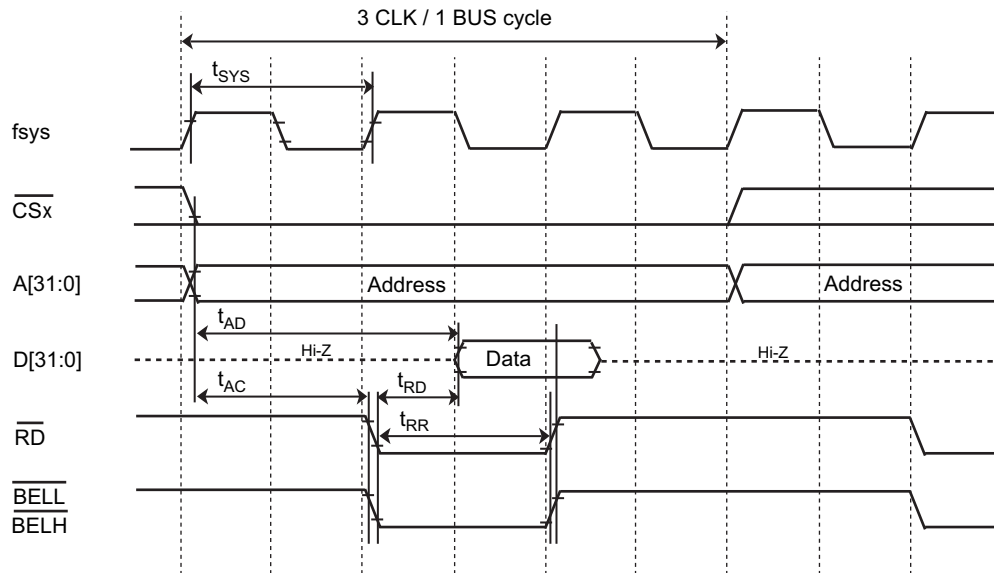 3 CLK / 1 BUS cycle
tSYS
fsys
CSx
A[31:0]
Address
Address
tAD
D[31:0]
Hi-Z
Data
Hi-Z
tAC
tRD
RD
tRR
BELL
BELH